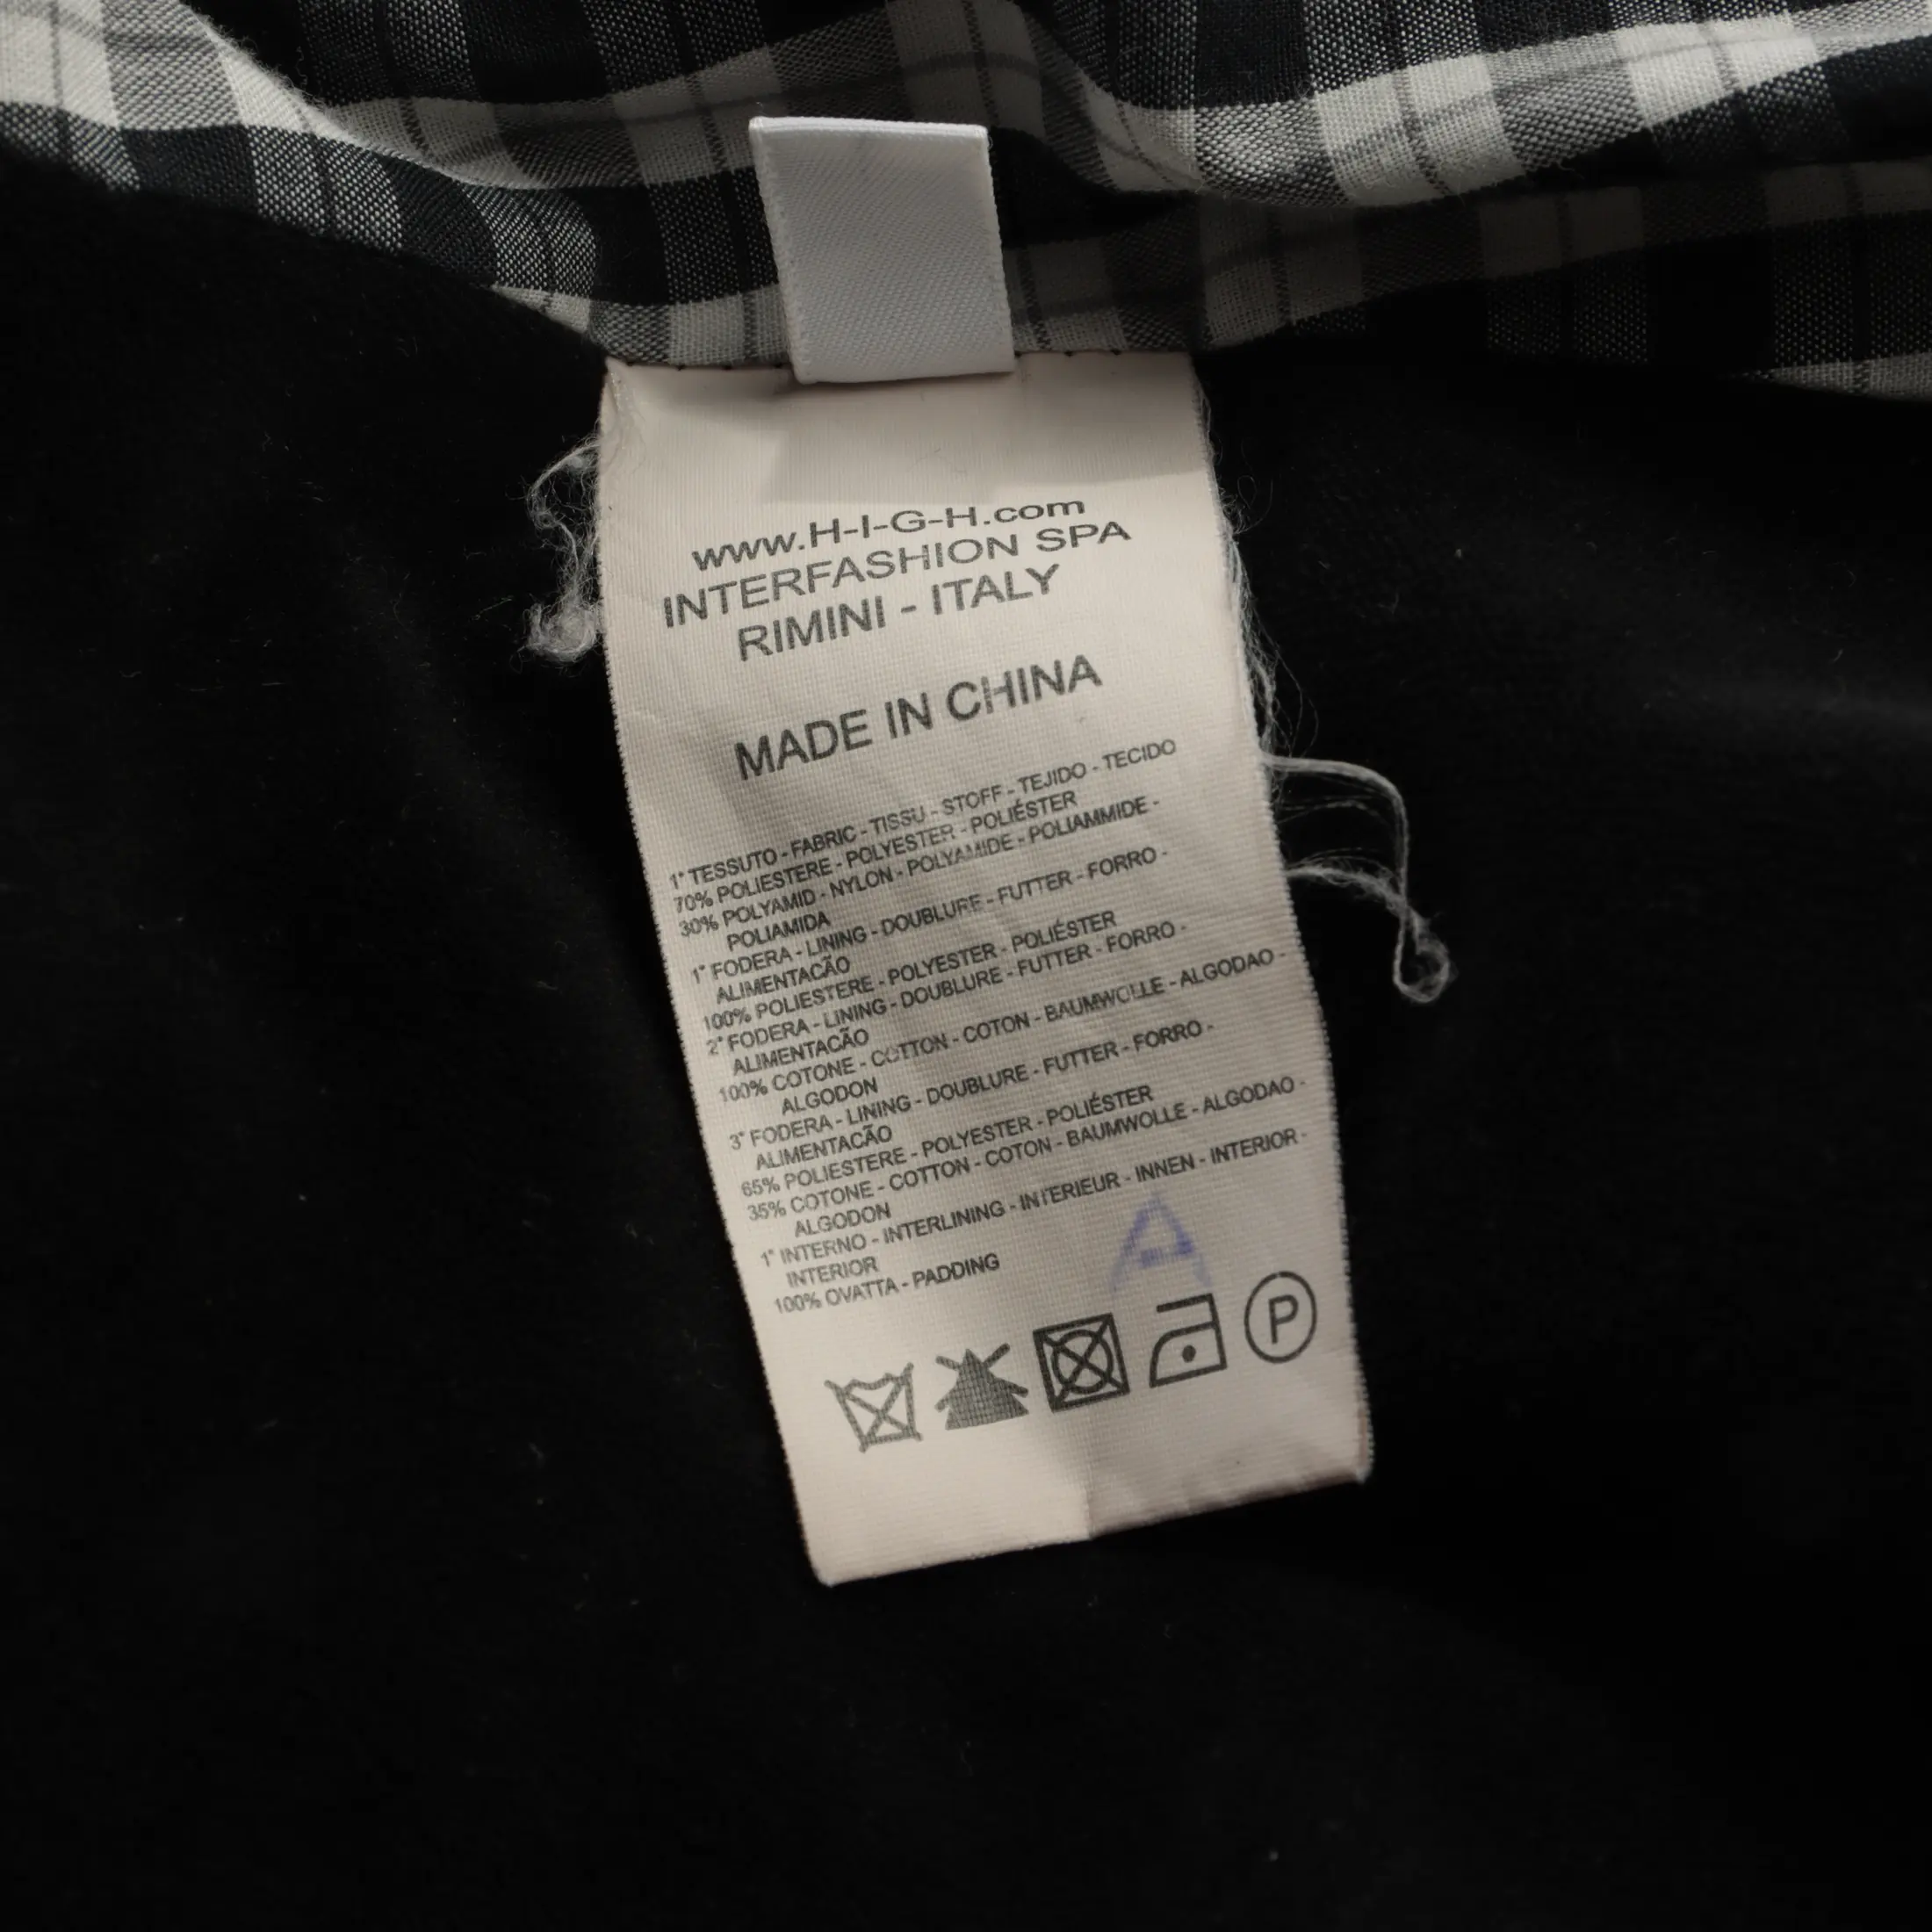 www.H-I-G-H.com
INTERFASHION SPA
RIMINI - ITALY
MADE IN CHINA
1° TESSUTO - FABRIC - TISSU - STOFF - TEJIDO - TECIDO
70% POLIESTERE - POLYESTER - POLIÉSTER
30% POLYAMID - NYLON - POLYAMIDE - POLIAMMIDE -
POLIAMIDA
1° FODERA - LINING - DOUBLURE - FUTTER - FORRO -
ALIMENTACÃO
100% POLIESTERE - POLYESTER - POLIÉSTER
2° FODERA - LINING - DOUBLURE - FUTTER - FORRO -
ALIMENTACÃO
100% COTONE - COTTON - COTON - BAUMWOLLE - ALGODAO -
ALGODON
3° FODERA - LINING - DOUBLURE - FUTTER - FORRO -
ALIMENTACÃO
65% POLIESTERE - POLYESTER - POLIÉSTER
35% COTONE - COTTON - COTON - BAUMWOLLE - ALGODAO -
ALGODON
1° INTERNO - INTERLINING - INTERIEUR - INNEN - INTERIOR -
INTERIOR
100% OVATTA - PADDING
A
P